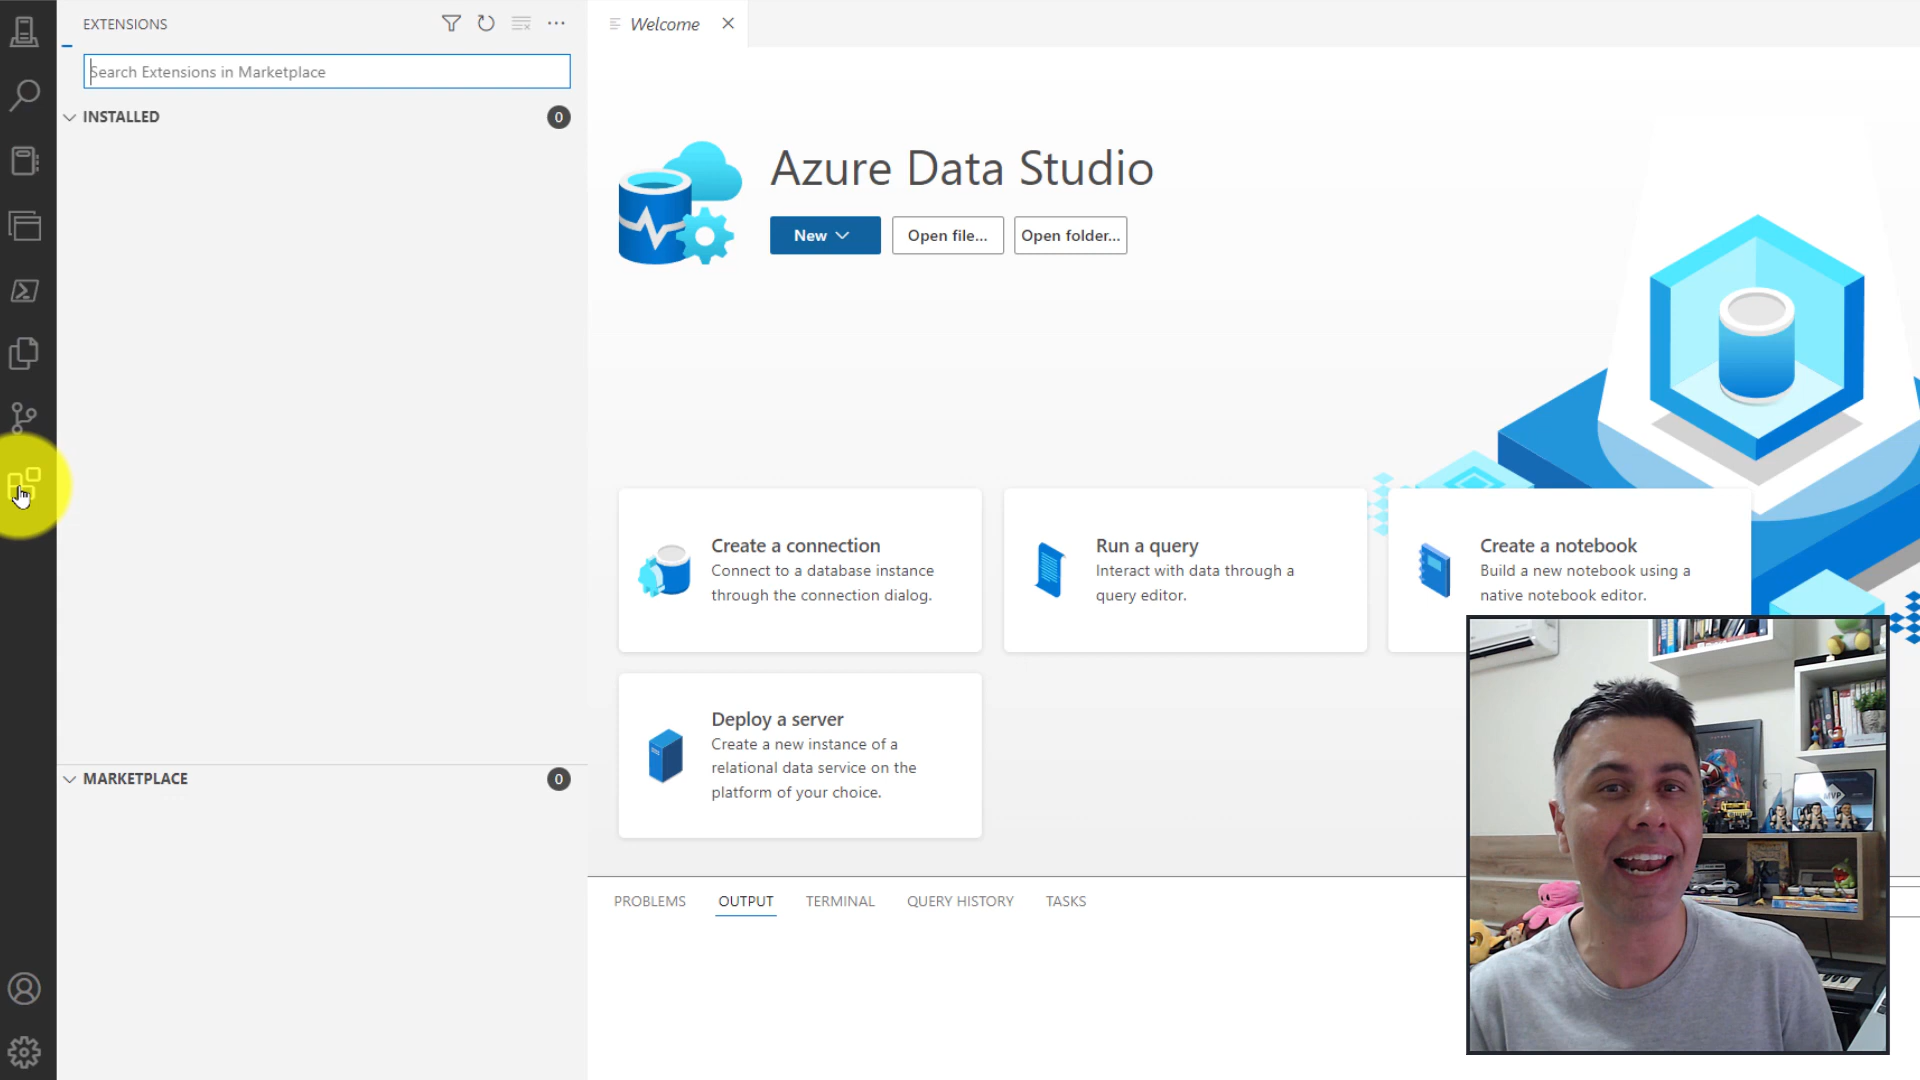 EXTENSIONS
Search Extensions in Marketplace
INSTALLED
0
MARKETPLACE
0
Welcome
Azure Data Studio
New
Open file...
Open folder...
Create a connection
Connect to a database instance
through the connection dialog.
Run a query
Interact with data through a
query editor.
Create a notebook
Build a new notebook using a
native notebook editor.
Deploy a server
Create a new instance of a
relational data service on the
platform of your choice.
PROBLEMS
OUTPUT
TERMINAL
QUERY HISTORY
TASKS
MVP